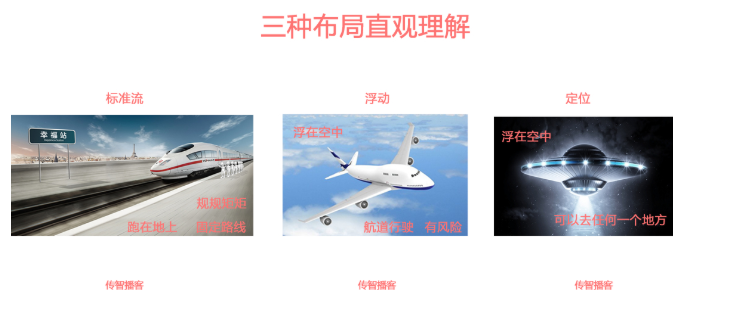 三种布局直观理解
标准流
浮动
定位
幸福站
浮在空中
浮在空中
规规矩矩
跑在地上 固定路线
航道行驶 有风险
可以去任何一个地方
传智播客
传智播客
传智播客